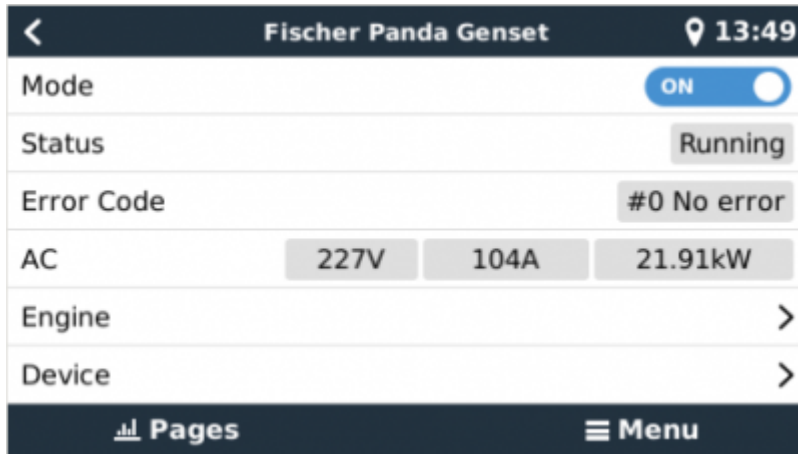 Fischer Panda Genset 13:49
Mode ON
Status Running
Error Code #0 No error
AC 227V 104A 21.91kW
Engine
Device
Pages Menu